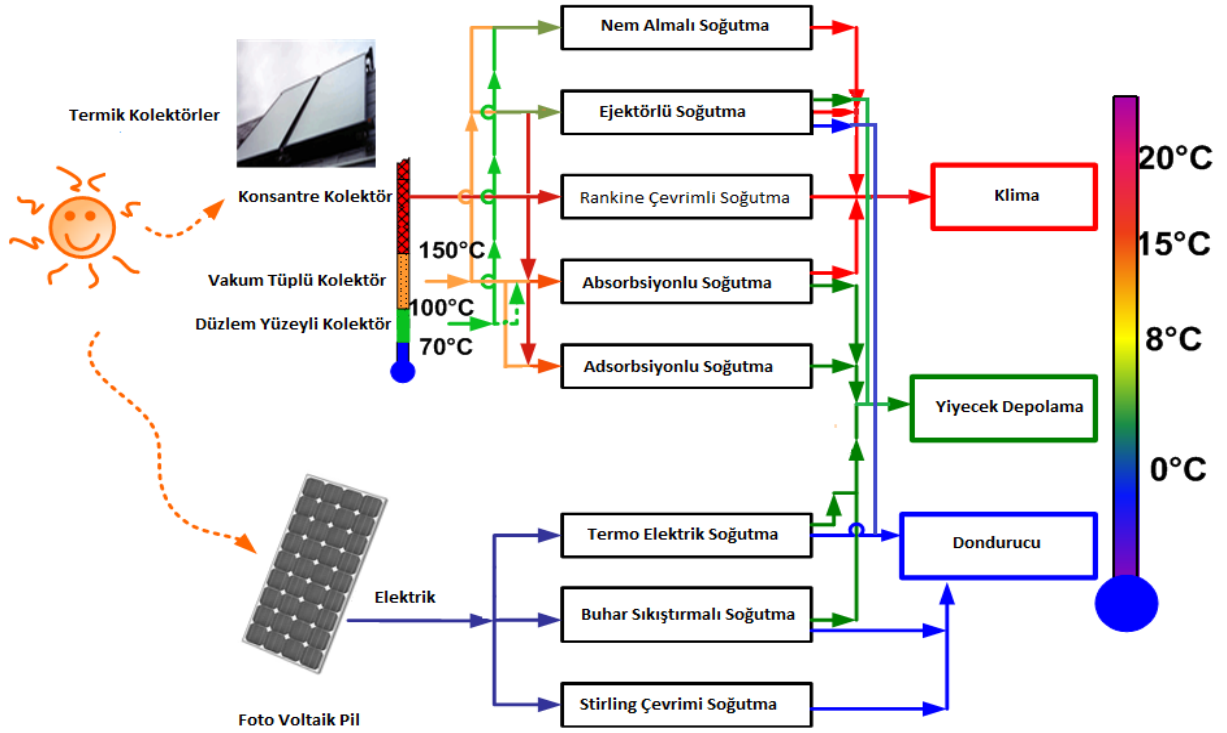 Nem Almalı Soğutma
Termik Kolektörler
Ejektörlü Soğutma
20°C
Konsantre Kolektör
Rankine Çevrimli Soğutma
Klima
150°C
15°C
Vakum Tüplü Kolektör
Absorbsiyonlu Soğutma
100°C
Düzlem Yüzeyli Kolektör
70°C
8°C
Adsorbsiyonlu Soğutma
Yiyecek Depolama
0°C
Termo Elektrik Soğutma
Dondurucu
Elektrik
Buhar Sıkıştırmalı Soğutma
Stirling Çevrimi Soğutma
Foto Voltaik Pil